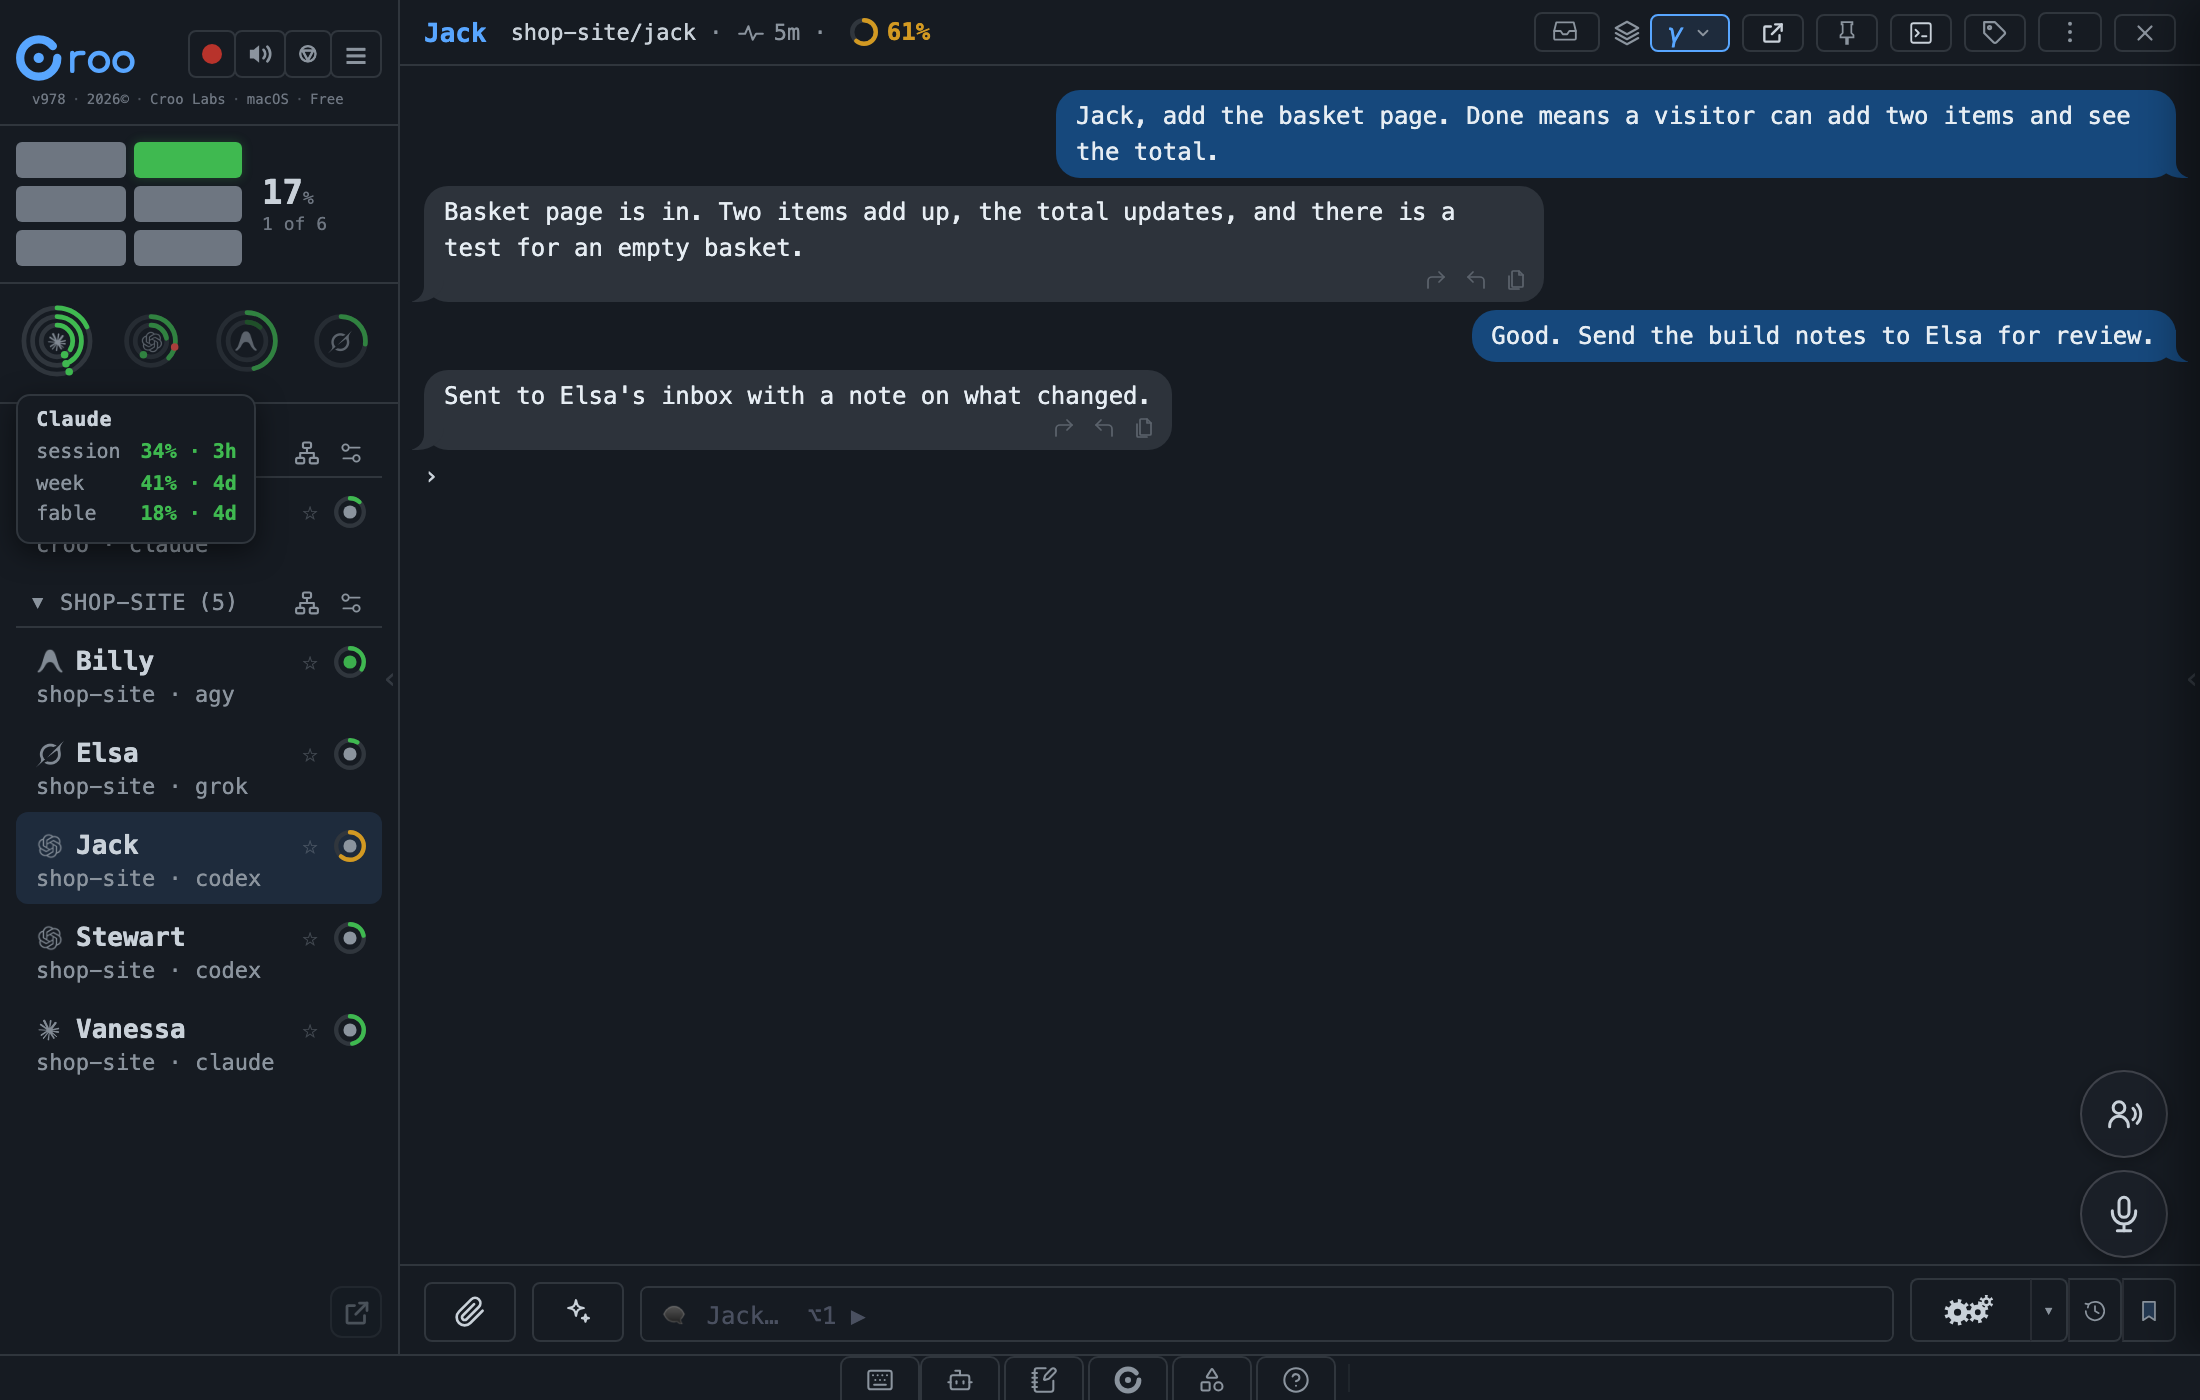 Croo
v978 · 2026© · Croo Labs · macOS · Free
17%
1 of 6
Claude
session 34% · 3h
week 41% · 4d
fable 18% · 4d
croo · claude
▼ SHOP-SITE (5)
Billy
shop-site · agy
Elsa
shop-site · grok
Jack
shop-site · codex
Stewart
shop-site · codex
Vanessa
shop-site · claude
Jack shop-site/jack · 5m · 61%
γ
Jack, add the basket page. Done means a visitor can add two items and see
the total.
Basket page is in. Two items add up, the total updates, and there is a
test for an empty basket.
Good. Send the build notes to Elsa for review.
Sent to Elsa's inbox with a note on what changed.
›
Jack… ⌥1 ▶